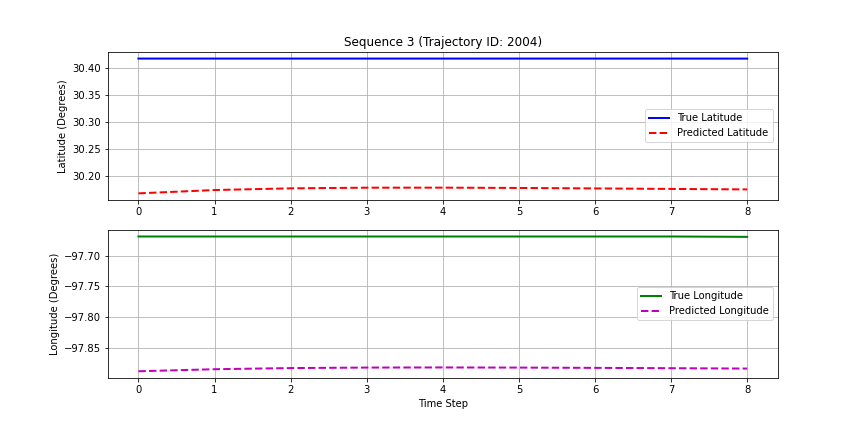 Sequence 3 (Trajectory ID: 2004)
Latitude (Degrees)
30.40
30.35
30.30
30.25
30.20
True Latitude
Predicted Latitude
0 1 2 3 4 5 6 7 8
Longitude (Degrees)
−97.70
−97.75
−97.80
−97.85
True Longitude
Predicted Longitude
0 1 2 3 4 5 6 7 8
Time Step